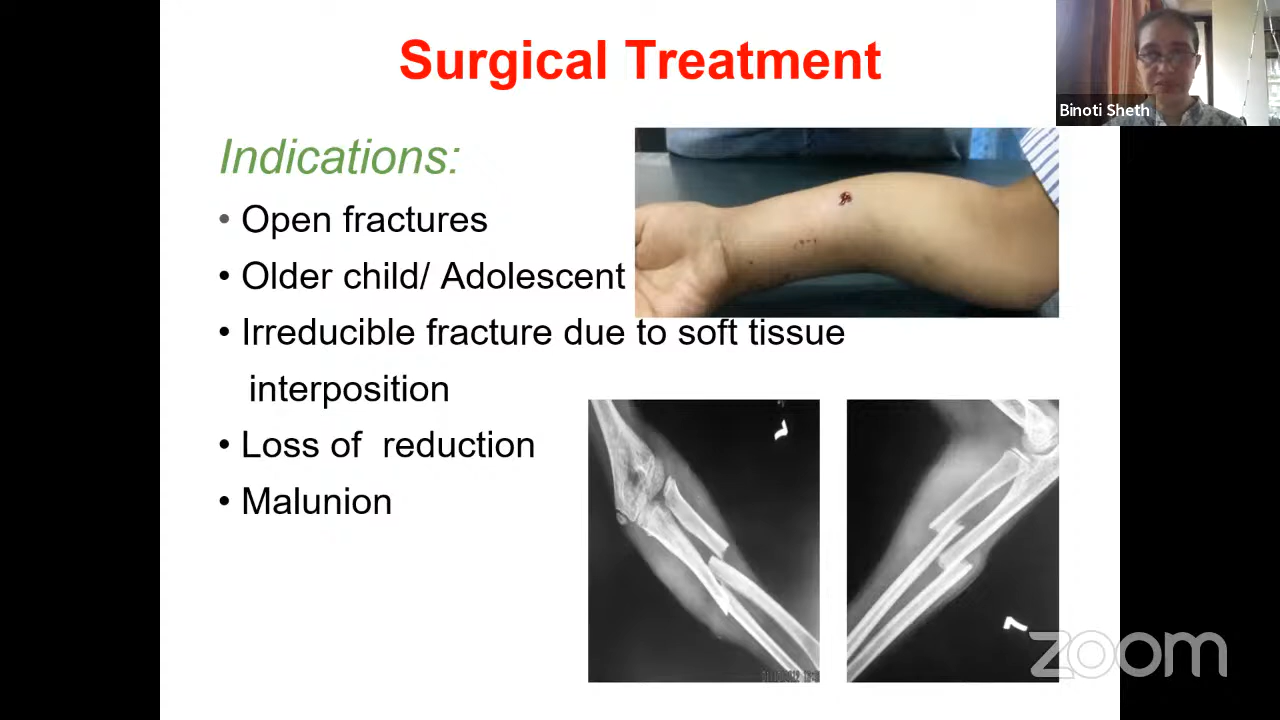 Surgical Treatment
Binoti Sheth
Indications:
• Open fractures
• Older child/ Adolescent
• Irreducible fracture due to soft tissue
interposition
• Loss of  reduction
• Malunion
zoom